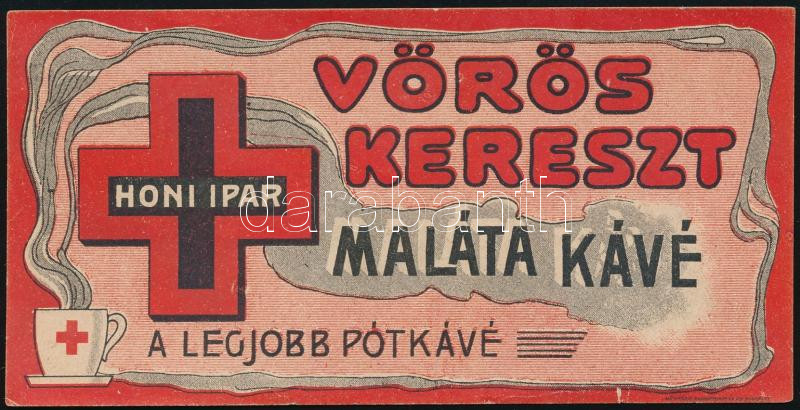 VÖRÖS
KERESZT
HONI IPAR
MALÁTA KÁVÉ
A LEGJOBB PÓTKÁVÉ
darabanth